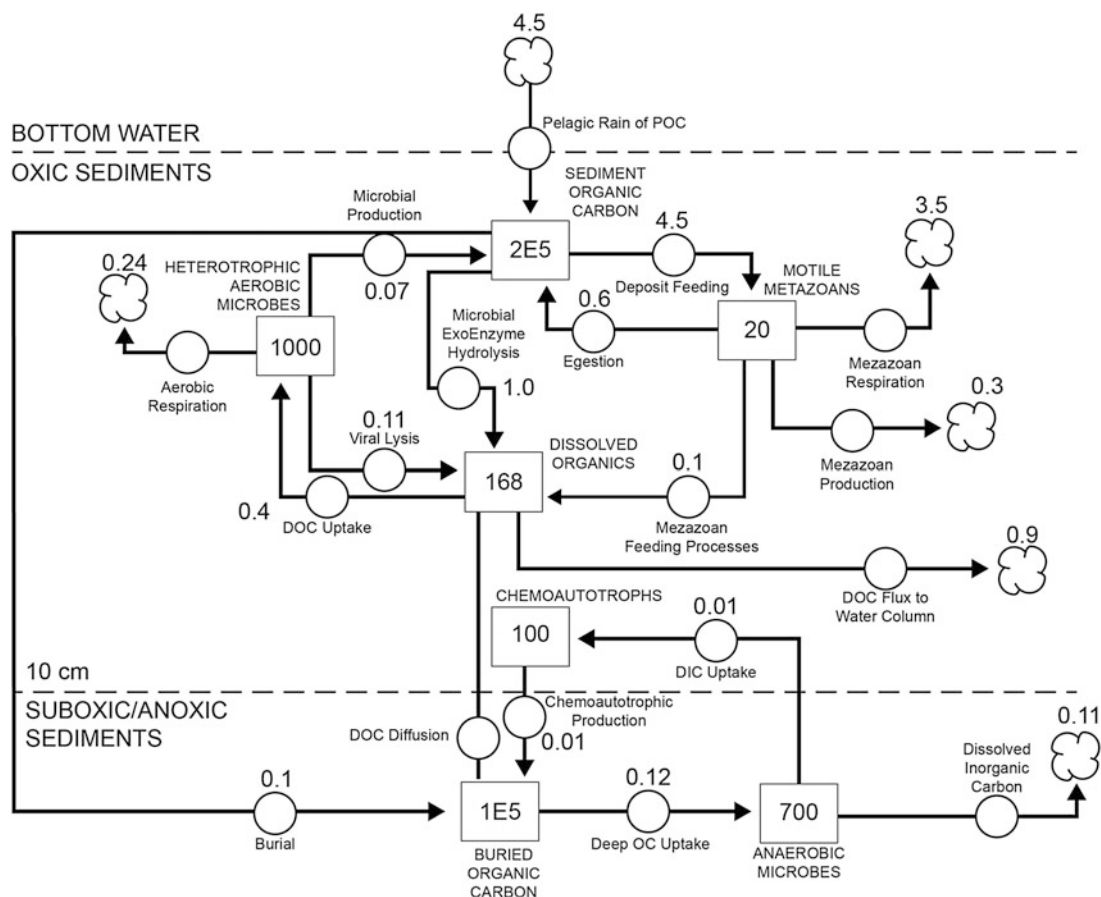 4.5
Pelagic Rain of POC
BOTTOM WATER
OXIC SEDIMENTS
SEDIMENT
ORGANIC
CARBON
Microbial
Production
2E5
4.5
Deposit Feeding
3.5
0.24
HETEROTROPHIC
AEROBIC
MICROBES
0.07
MOTILE
METAZOANS
0.6
Egestion
20
Mezazoan
Respiration
Microbial
ExoEnzyme
Hydrolysis
1000
Aerobic
Respiration
1.0
0.3
Mezazoan
Production
0.11
Viral Lysis
DISSOLVED
ORGANICS
168
0.1
Mezazoan
Feeding Processes
0.4
DOC Uptake
0.9
DOC Flux to
Water Column
CHEMOAUTOTROPHS
100
0.01
DIC Uptake
10 cm
SUBOXIC/ANOXIC
SEDIMENTS
DOC Diffusion
Chemoautotrophic
Production
0.01
0.11
Dissolved
Inorganic
Carbon
0.1
Burial
1E5
BURIED
ORGANIC
CARBON
0.12
Deep OC Uptake
700
ANAEROBIC
MICROBES